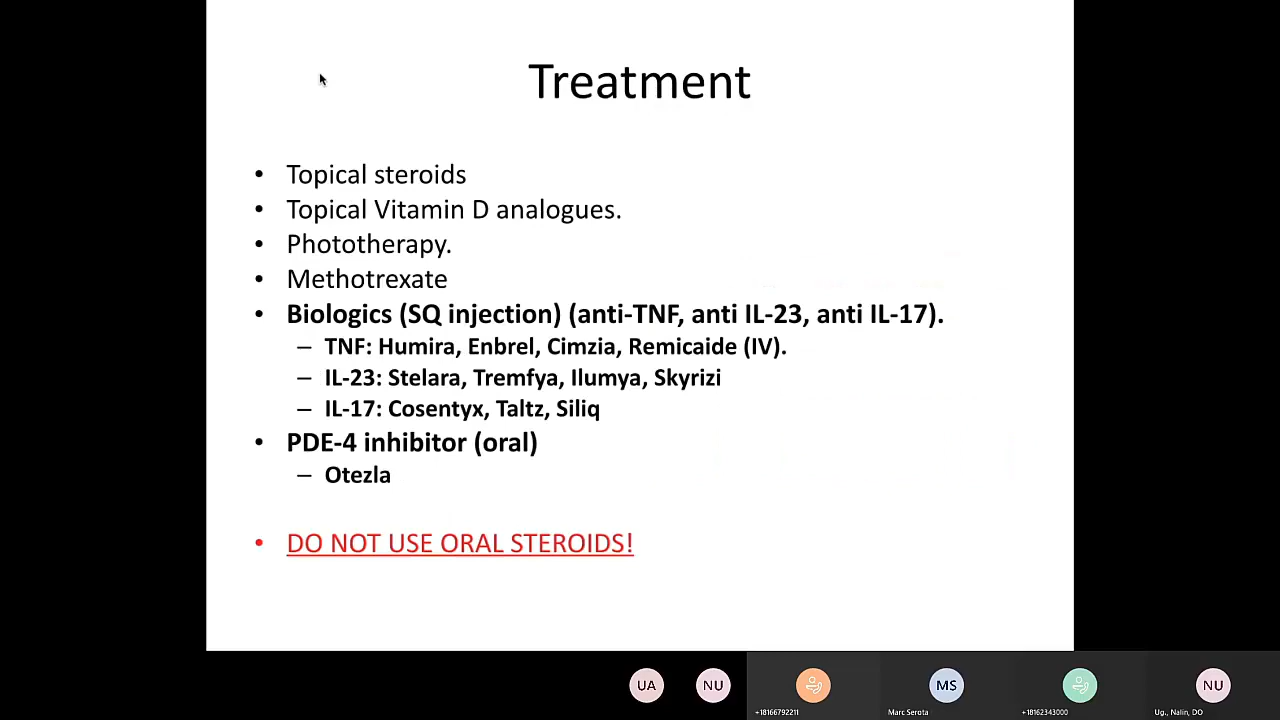 Treatment
• Topical steroids
• Topical Vitamin D analogues.
• Phototherapy.
• Methotrexate
• Biologics (SQ injection) (anti-TNF, anti IL-23, anti IL-17).
– TNF: Humira, Enbrel, Cimzia, Remicaide (IV).
– IL-23: Stelara, Tremfya, Ilumya, Skyrizi
– IL-17: Cosentyx, Taltz, Siliq
• PDE-4 inhibitor (oral)
– Otezla
• DO NOT USE ORAL STEROIDS!
UA NU MS NU
+18166792211 Marc Serota +18162343000 Ug., Nalin, DO